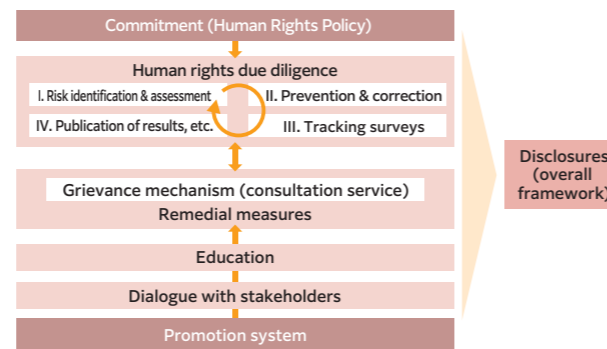 Commitment (Human Rights Policy)
Human rights due diligence
I. Risk identification & assessment
II. Prevention & correction
IV. Publication of results, etc.
III. Tracking surveys
Grievance mechanism (consultation service)
Remedial measures
Education
Dialogue with stakeholders
Promotion system
Disclosures
(overall
framework)